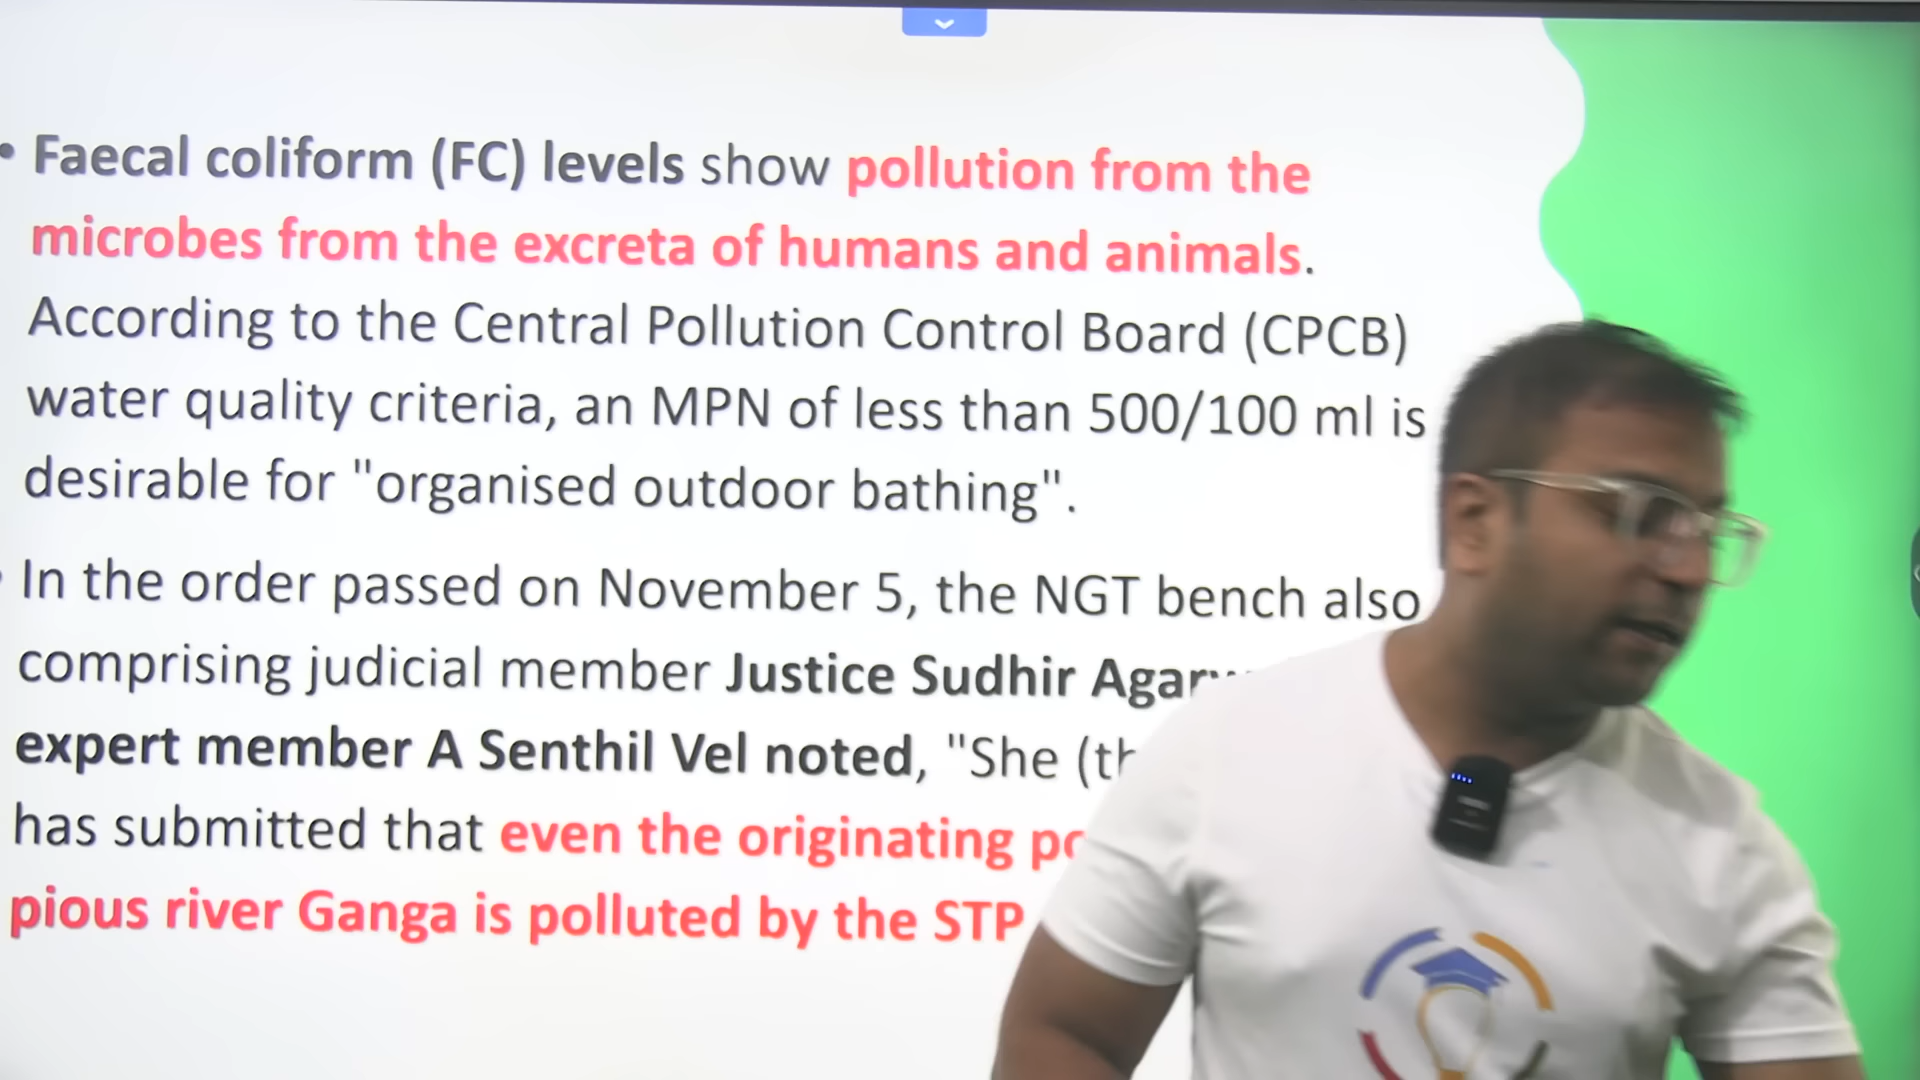 • Faecal coliform (FC) levels show pollution from the
microbes from the excreta of humans and animals.
According to the Central Pollution Control Board (CPCB)
water quality criteria, an MPN of less than 500/100 ml is
desirable for "organised outdoor bathing".
• In the order passed on November 5, the NGT bench also
comprising judicial member Justice Sudhir
expert member A Senthil Vel noted, "She
has submitted that even the originating
pious river Ganga is polluted by the STP